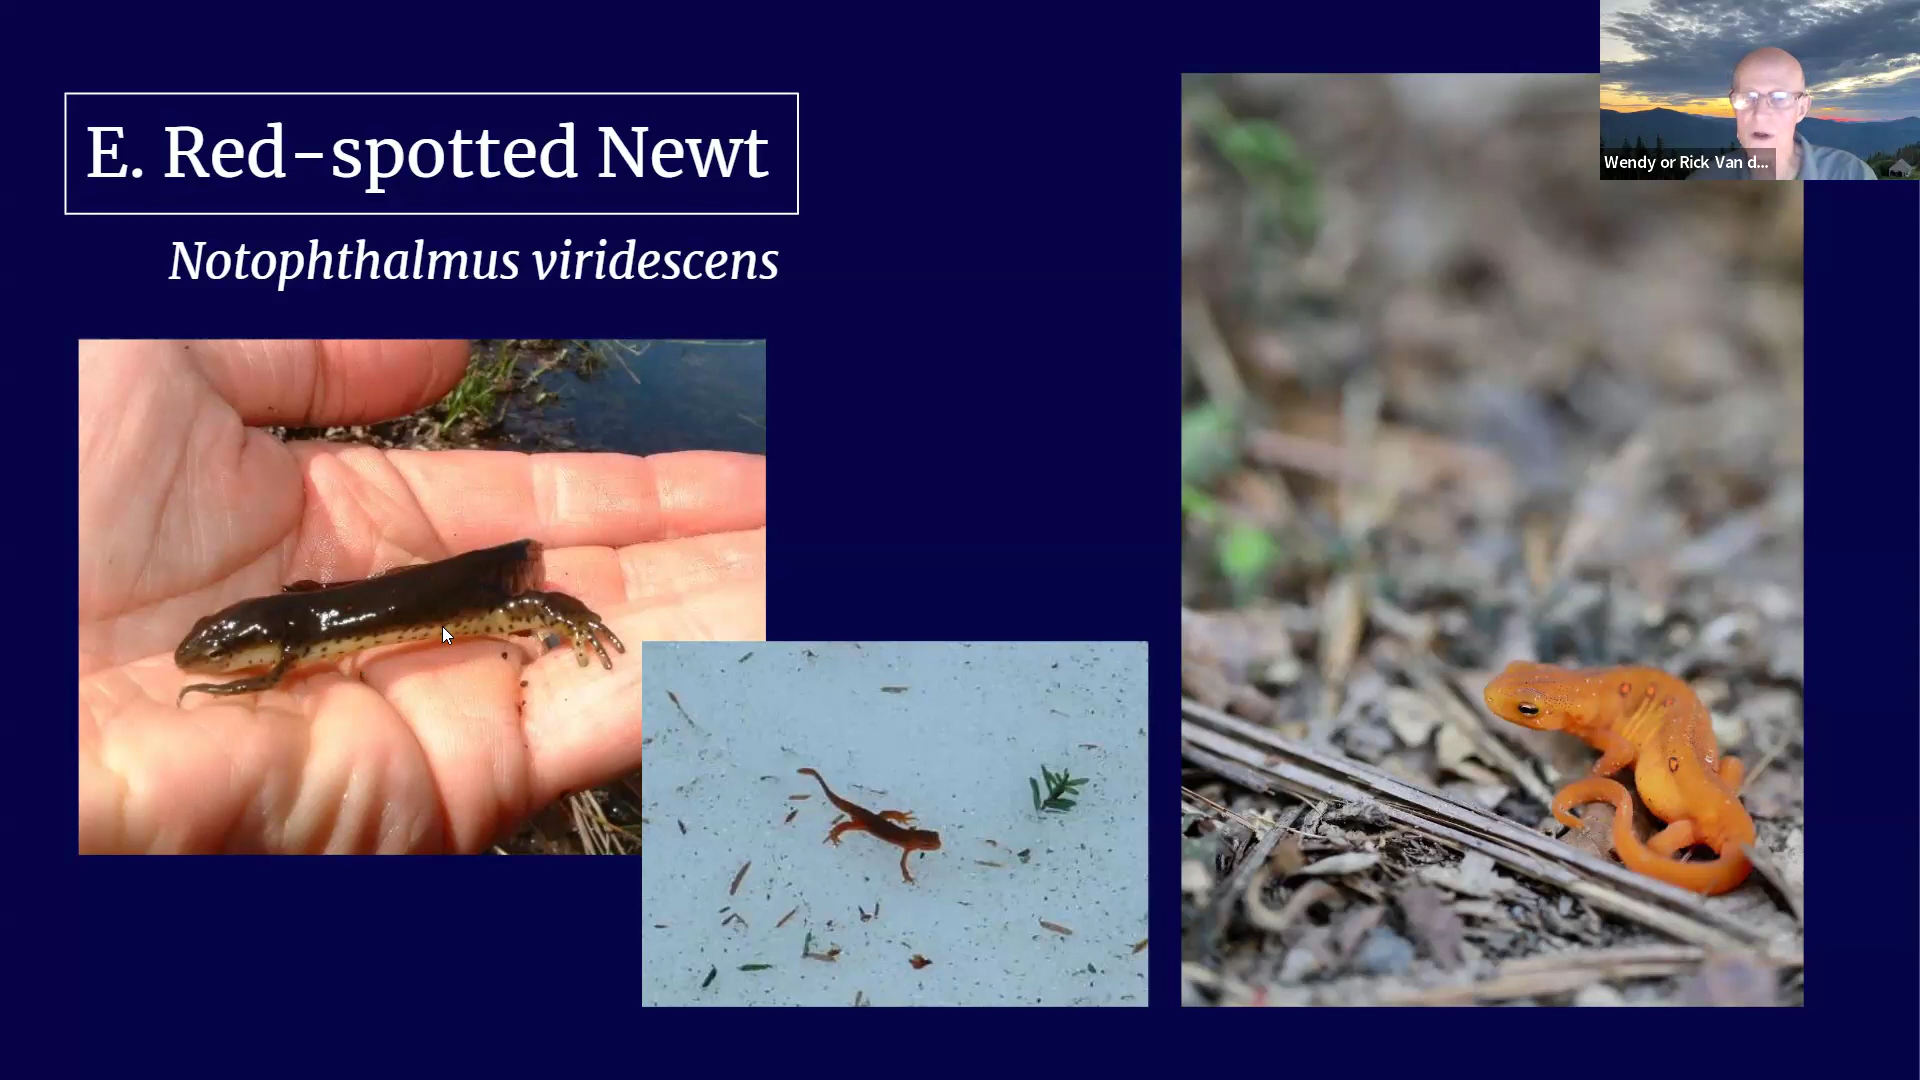 E. Red-spotted Newt
Notophthalmus viridescens
Wendy or Rick Van d...